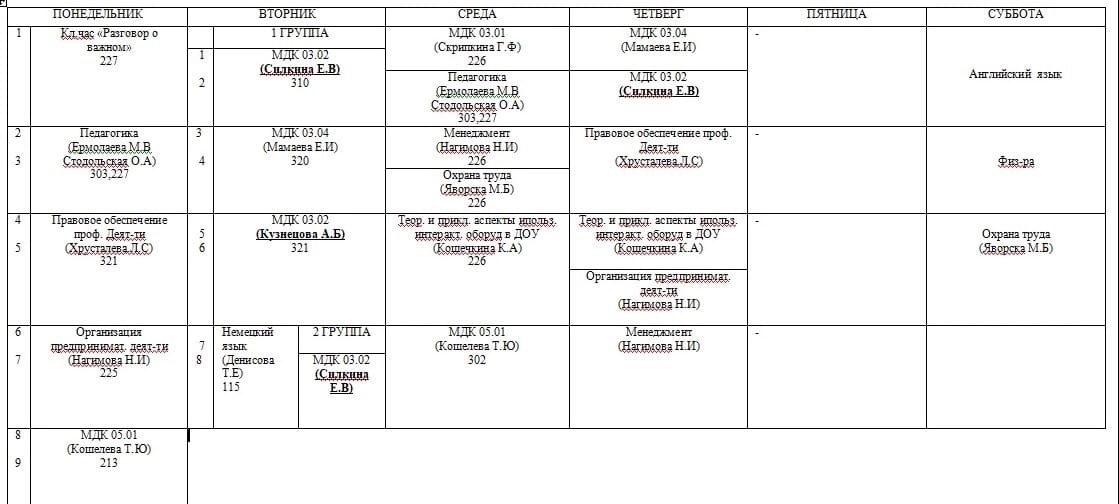 ПОНЕДЕЛЬНИК ВТОРНИК СРЕДА ЧЕТВЕРГ ПЯТНИЦА СУББОТА
1
Кл.час «Разговор о
важном»
227
1 ГРУППА
1
2
МДК 03.02
(Силкина Е.В)
310
МДК 03.01
(Скрипкина Г.Ф)
226
Педагогика
(Ермолаева М.В
Стодольская О.А)
303,227
МДК 03.04
(Мамаева Е.И)
МДК 03.02
(Силкина Е.В)
-
Английский язык
2
3
Педагогика
(Ермолаева М.В
Стодольская О.А)
303,227
3
4
МДК 03.04
(Мамаева Е.И)
320
Менеджмент
(Нагимова Н.И)
226
Охрана труда
(Яворска М.Б)
226
Правовое обеспечение проф.
Деят-ти
(Хрусталева Л.С)
-
Физ-ра
4
5
Правовое обеспечение
проф. Деят-ти
(Хрусталева Л.С)
321
5
6
МДК 03.02
(Кузнецова А.Б)
321
Теор. и прикл. аспекты ипольз.
интеракт. оборуд в ДОУ
(Кошечкина К.А)
226
Теор. и прикл. аспекты ипольз.
интеракт. оборуд в ДОУ
(Кошечкина К.А)
Организация предпринимат.
деят-ти
(Нагимова Н.И)
-
Охрана труда
(Яворска М.Б)
6
7
Организация
предпринимат. деят-ти
(Нагимова Н.И)
225
7
8
Немецкий
язык
(Денисова
Т.Е)
115
2 ГРУППА
МДК 03.02
(Силкина
Е.В)
МДК 05.01
(Кошелева Т.Ю)
302
Менеджмент
(Нагимова Н.И)
-
8
9
МДК 05.01
(Кошелева Т.Ю)
213